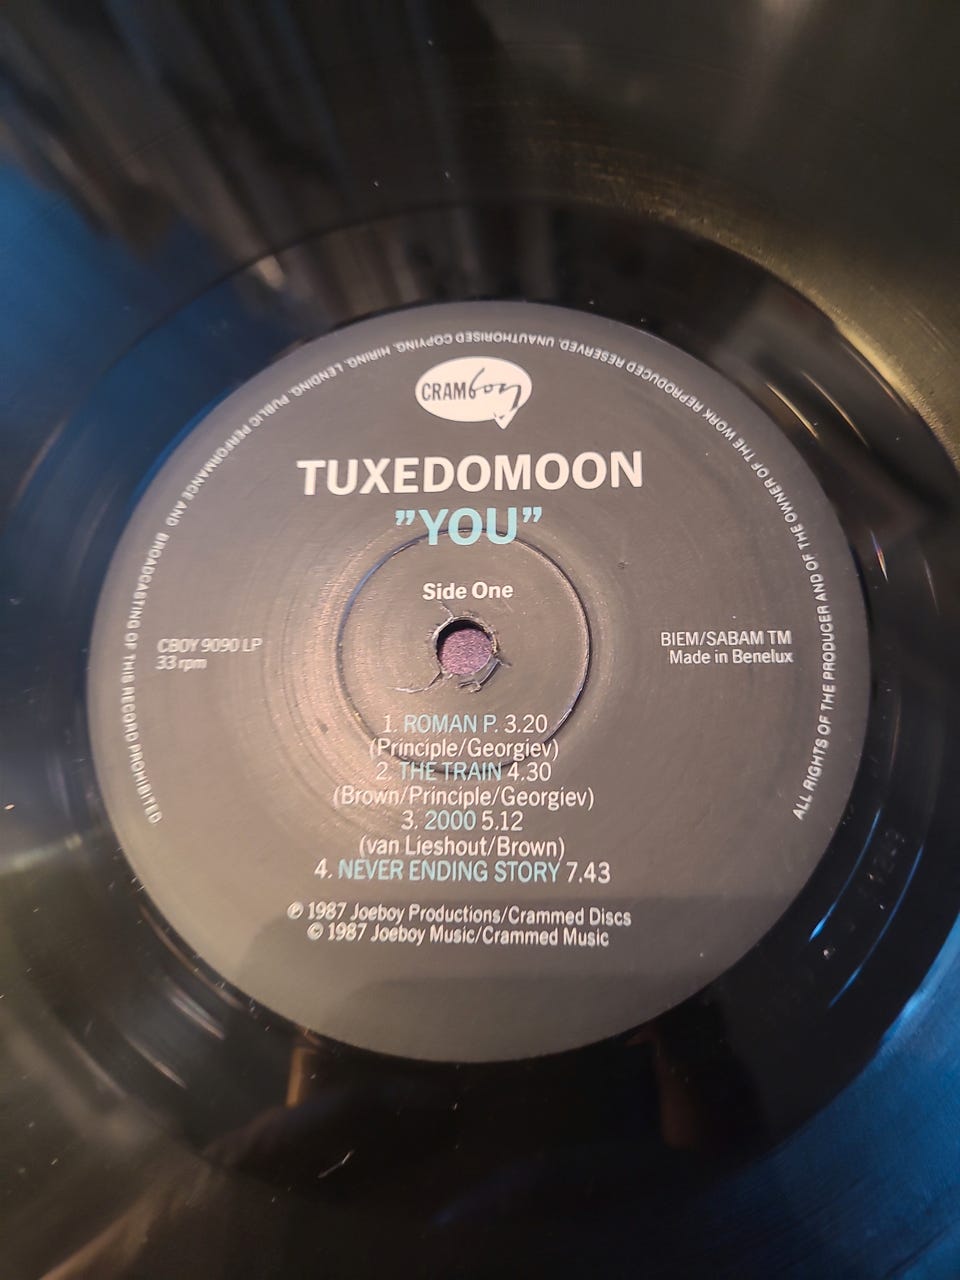 CRAMboy
TUXEDOMOON
"YOU"
Side One
CBOY 9090 LP
33 rpm
BIEM/SABAM TM
Made in Benelux
1. ROMAN P. 3.20
(Principle/Georgiev)
2. THE TRAIN 4.30
(Brown/Principle/Georgiev)
3. 2000 5.12
(van Lieshout/Brown)
4. NEVER ENDING STORY 7.43
℗ 1987 Joeboy Productions/Crammed Discs
© 1987 Joeboy Music/Crammed Music
ALL RIGHTS OF THE PRODUCER AND OF THE OWNER OF THE WORK REPRODUCED RESERVED. UNAUTHORISED COPYING, HIRING, LENDING, PUBLIC PERFORMANCE AND BROADCASTING OF THIS RECORD PROHIBITED